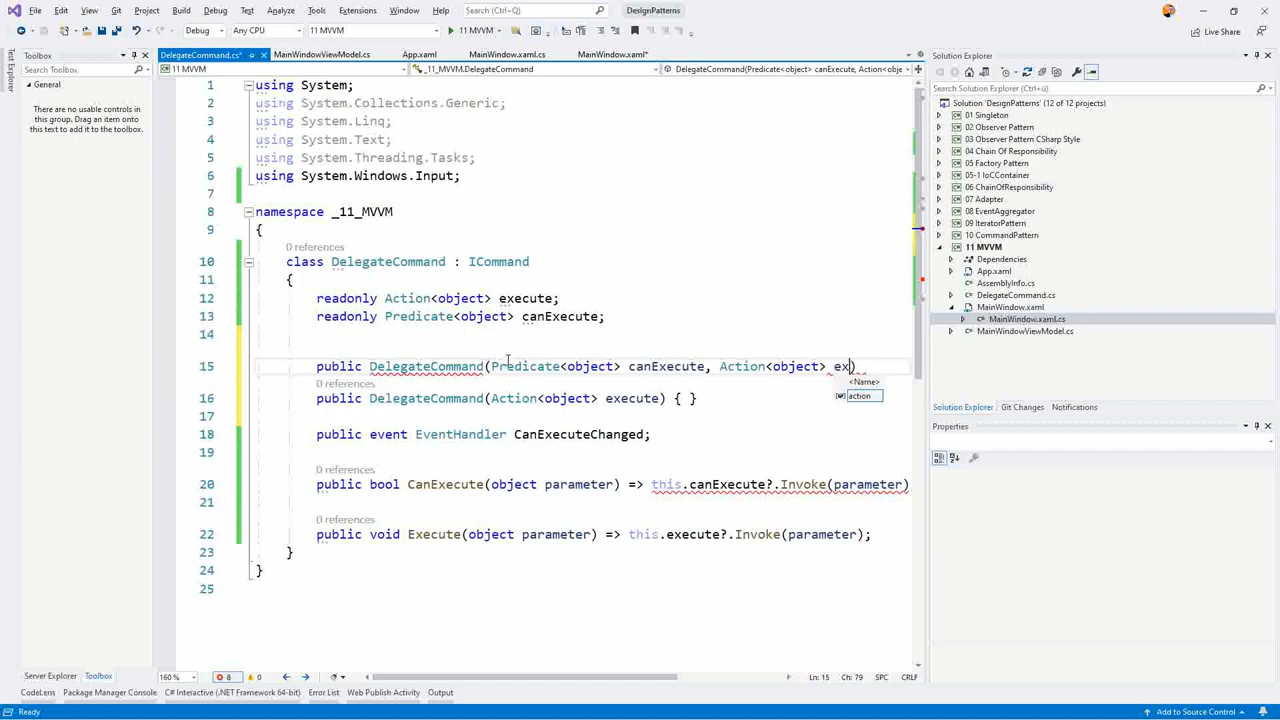 File Edit View Git Project Build Debug Test Analyze Tools Extensions Window Help Search (Ctrl+Q) DesignPatterns
Debug Any CPU 11 MVVM 11 MVVM Live Share
Test Explorer
Toolbox
Search Toolbox
General
There are no usable controls in
this group. Drag an item onto
this text to add it to the toolbox.
Server Explorer Toolbox
DelegateCommand.cs* MainWindowViewModel.cs App.xaml MainWindow.xaml.cs MainWindow.xaml*
11 MVVM _11_MVVM.DelegateCommand DelegateCommand(Predicate<object> canExecute, Action<obje
1 using System;
2 using System.Collections.Generic;
3 using System.Linq;
4 using System.Text;
5 using System.Threading.Tasks;
6 using System.Windows.Input;
7
8 namespace _11_MVVM
9 {
0 references
10 class DelegateCommand : ICommand
11 {
12 readonly Action<object> execute;
13 readonly Predicate<object> canExecute;
14
15 public DelegateCommand(Predicate<object> canExecute, Action<object> ex)
<Name>
action
0 references
16 public DelegateCommand(Action<object> execute) { }
17
18 public event EventHandler CanExecuteChanged;
19
0 references
20 public bool CanExecute(object parameter) => this.canExecute?.Invoke(parameter)
21
0 references
22 public void Execute(object parameter) => this.execute?.Invoke(parameter);
23 }
24 }
25
160 % 8 0 Ln: 15 Ch: 79 SPC CRLF
Solution Explorer
Search Solution Explorer (Ctrl+ü)
Solution 'DesignPatterns' (12 of 12 projects)
01 Singleton
02 Observer Pattern
03 Observer Pattern CSharp Style
04 Chain Of Responsibility
05 Factory Pattern
05-1 IoCContainer
06 ChainOfResponsibility
07 Adapter
08 EventAggregator
09 IteratorPattern
10 CommandPattern
11 MVVM
Dependencies
App.xaml
AssemblyInfo.cs
DelegateCommand.cs
MainWindow.xaml
MainWindow.xaml.cs
MainWindowViewModel.cs
Solution Explorer Git Changes Notifications
Properties
CodeLens Package Manager Console C# Interactive (.NET Framework 64-bit) Error List Web Publish Activity Output
Ready Add to Source Control